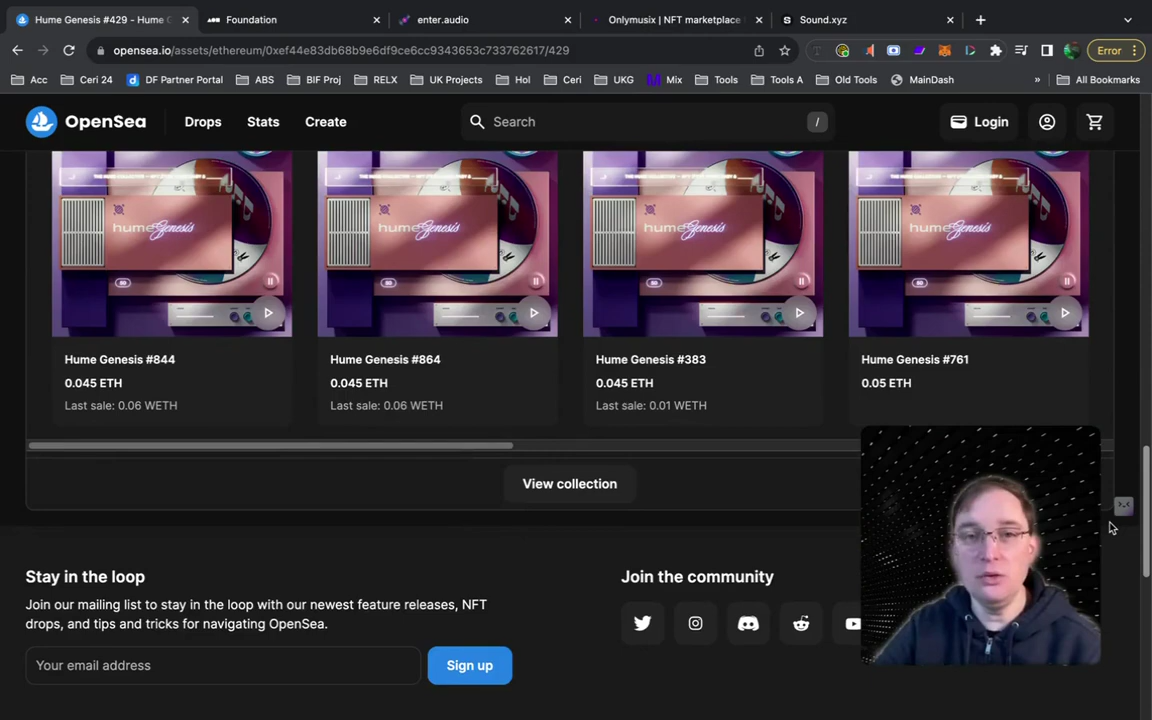 Hume Genesis #429 - Hume G
Foundation
enter.audio
Onlymusix | NFT marketplace
Sound.xyz
opensea.io/assets/ethereum/0xef44e83db68b9e6df9ce6cc9343653c733762617/429
Error
Acc
Ceri 24
DF Partner Portal
ABS
BIF Proj
RELX
UK Projects
Hol
Ceri
UKG
Mix
Tools
Tools A
Old Tools
MainDash
»
All Bookmarks
OpenSea
Drops
Stats
Create
Search
/
Login
hume Genesis
hume Genesis
hume Genesis
hume Genesis
Hume Genesis #844
Hume Genesis #864
Hume Genesis #383
Hume Genesis #761
0.045 ETH
0.045 ETH
0.045 ETH
0.05 ETH
Last sale: 0.06 WETH
Last sale: 0.06 WETH
Last sale: 0.01 WETH
View collection
Stay in the loop
Join our mailing list to stay in the loop with our newest feature releases, NFT
drops, and tips and tricks for navigating OpenSea.
Your email address
Sign up
Join the community